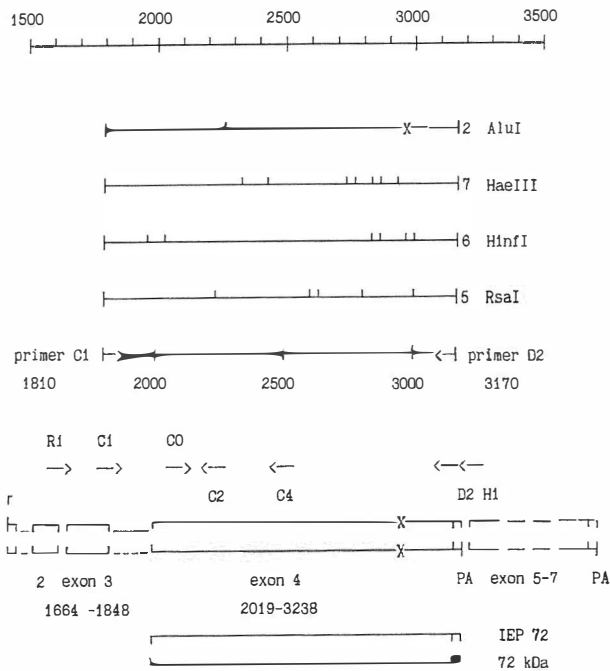 1500 2000 2500 3000 3500
X 2 AluI
7 HaeIII
6 HinfI
5 RsaI
primer C1 primer D2
1810 2000 2500 3000 3170
R1 C1 C0
C2 C4 D2 H1
r
X
X
2 exon 3 exon 4 PA exon 5-7 PA
1664 -1848 2019-3238
IEP 72
72 kDa